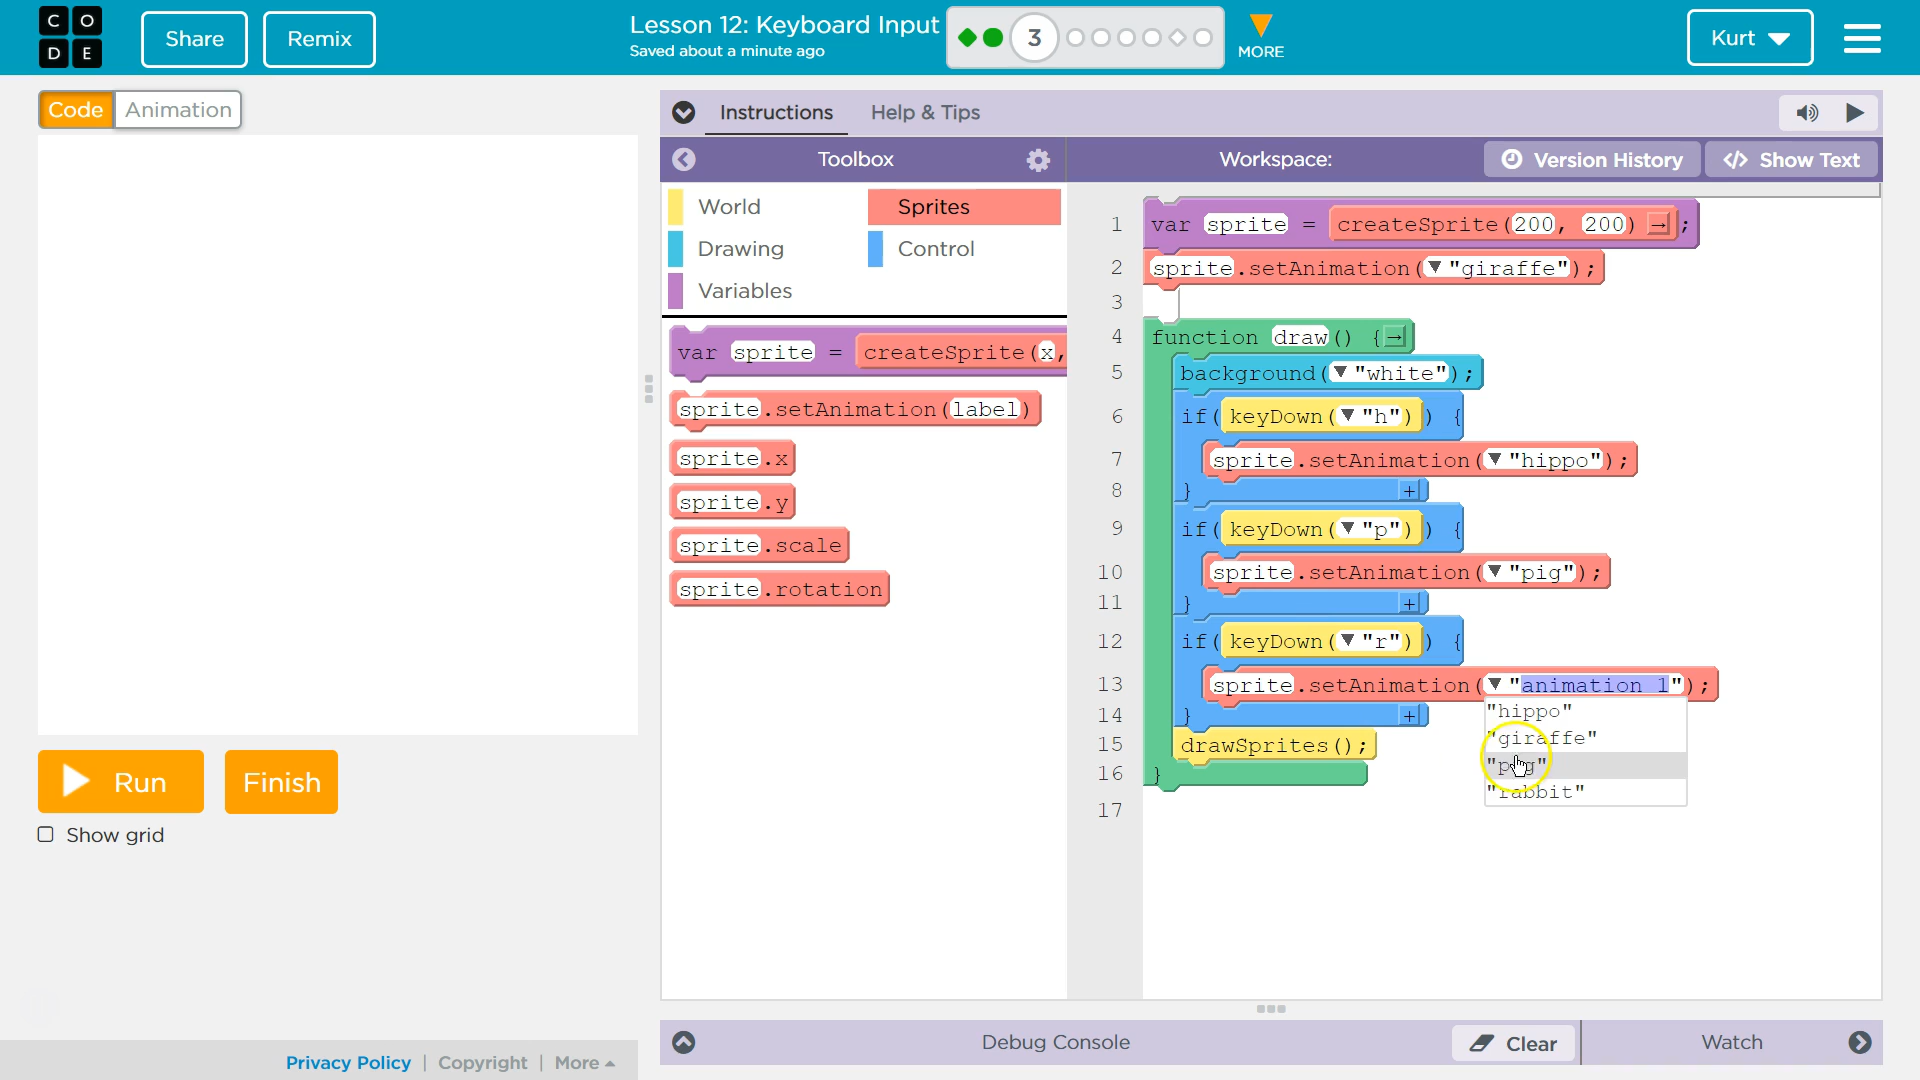 C O
D E
Share
Remix
Lesson 12: Keyboard Input
Saved about a minute ago
3
MORE
Kurt
Code
Animation
Instructions
Help & Tips
Toolbox
Workspace:
Version History
</> Show Text
World
Sprites
Drawing
Control
Variables
var sprite = createSprite(x,
sprite.setAnimation(label)
sprite.x
sprite.y
sprite.scale
sprite.rotation
1 var sprite = createSprite(200, 200) → ;
2 sprite.setAnimation(▼ "giraffe");
3
4 function draw() { →
5 background(▼ "white");
6 if( keyDown(▼ "h") ) {
7 sprite.setAnimation(▼ "hippo");
8 } +
9 if( keyDown(▼ "p") ) {
10 sprite.setAnimation(▼ "pig");
11 } +
12 if( keyDown(▼ "r") ) {
13 sprite.setAnimation(▼ "animation_1");
14 } +
15 drawSprites();
16 }
17
"hippo"
"giraffe"
"pig"
"rabbit"
Run
Finish
Show grid
Privacy Policy | Copyright | More
Debug Console
Clear
Watch